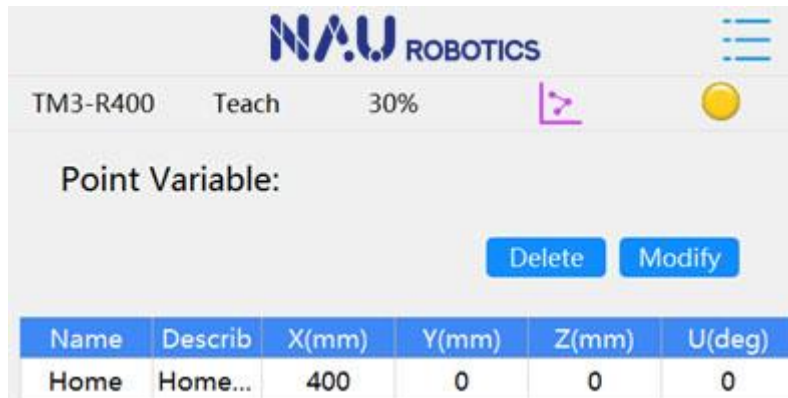 NAU ROBOTICS
TM3-R400 Teach 30%
Point Variable:
Delete Modify
Name Describ X(mm) Y(mm) Z(mm) U(deg)
Home Home... 400 0 0 0